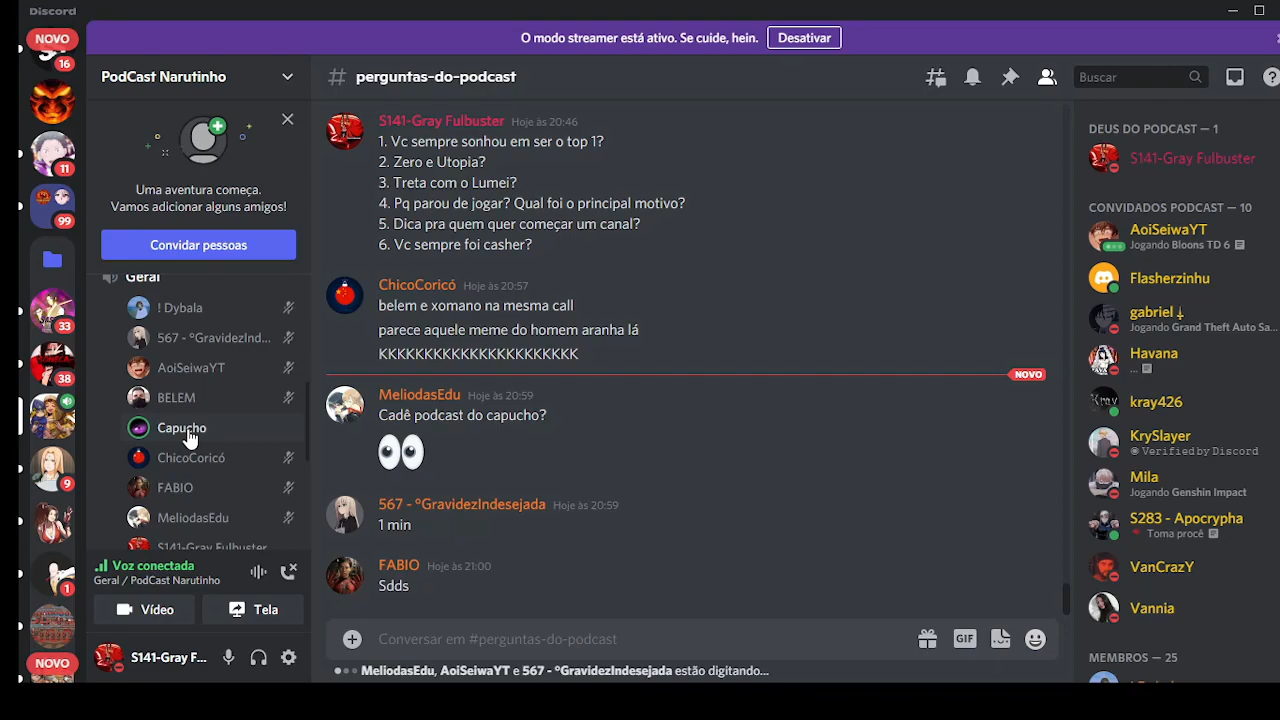 Discord
NOVO
16
11
99
33
38
9
1
NOVO
O modo streamer está ativo. Se cuide, hein.
Desativar
PodCast Narutinho
Uma aventura começa.
Vamos adicionar alguns amigos!
Convidar pessoas
Geral
! Dybala
567 - °GravidezInd...
AoiSeiwaYT
BELEM
Capucho
ChicoCoricó
FABIO
MeliodasEdu
S141-Gray Fulbuster
Voz conectada
Geral / PodCast Narutinho
Vídeo
Tela
S141-Gray F...
# perguntas-do-podcast
Buscar
S141-Gray Fulbuster Hoje às 20:46
1. Vc sempre sonhou em ser o top 1?
2. Zero e Utopia?
3. Treta com o Lumei?
4. Pq parou de jogar? Qual foi o principal motivo?
5. Dica pra quem quer começar um canal?
6. Vc sempre foi casher?
ChicoCoricó Hoje às 20:57
belem e xomano na mesma call
parece aquele meme do homem aranha lá
KKKKKKKKKKKKKKKKKKKKKK
NOVO
MeliodasEdu Hoje às 20:59
Cadê podcast do capucho?
567 - °GravidezIndesejada Hoje às 20:59
1 min
FABIO Hoje às 21:00
Sdds
Conversar em #perguntas-do-podcast
GIF
MeliodasEdu, AoiSeiwaYT e 567 - °GravidezIndesejada estão digitando...
DEUS DO PODCAST — 1
S141-Gray Fulbuster
CONVIDADOS PODCAST — 10
AoiSeiwaYT
Jogando Bloons TD 6
Flasherzinhu
gabriel ↓
Jogando Grand Theft Auto Sa...
Havana
...
kray426
KrySlayer
Verified by Discord
Mila
Jogando Genshin Impact
S283 - Apocrypha
Toma procê
VanCrazY
Vannia
MEMBROS — 25